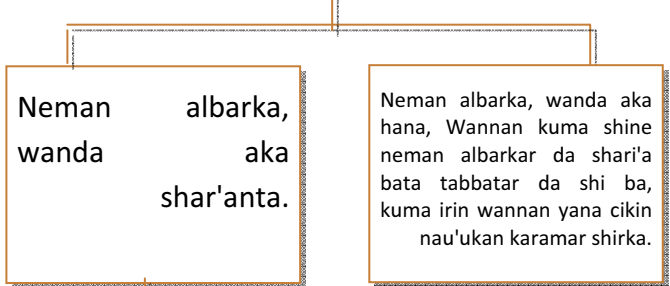 Neman albarka,
wanda aka
shar'anta.
Neman albarka, wanda aka
hana, Wannan kuma shine
neman albarkar da shari'a
bata tabbatar da shi ba,
kuma irin wannan yana cikin
nau'ukan karamar shirka.